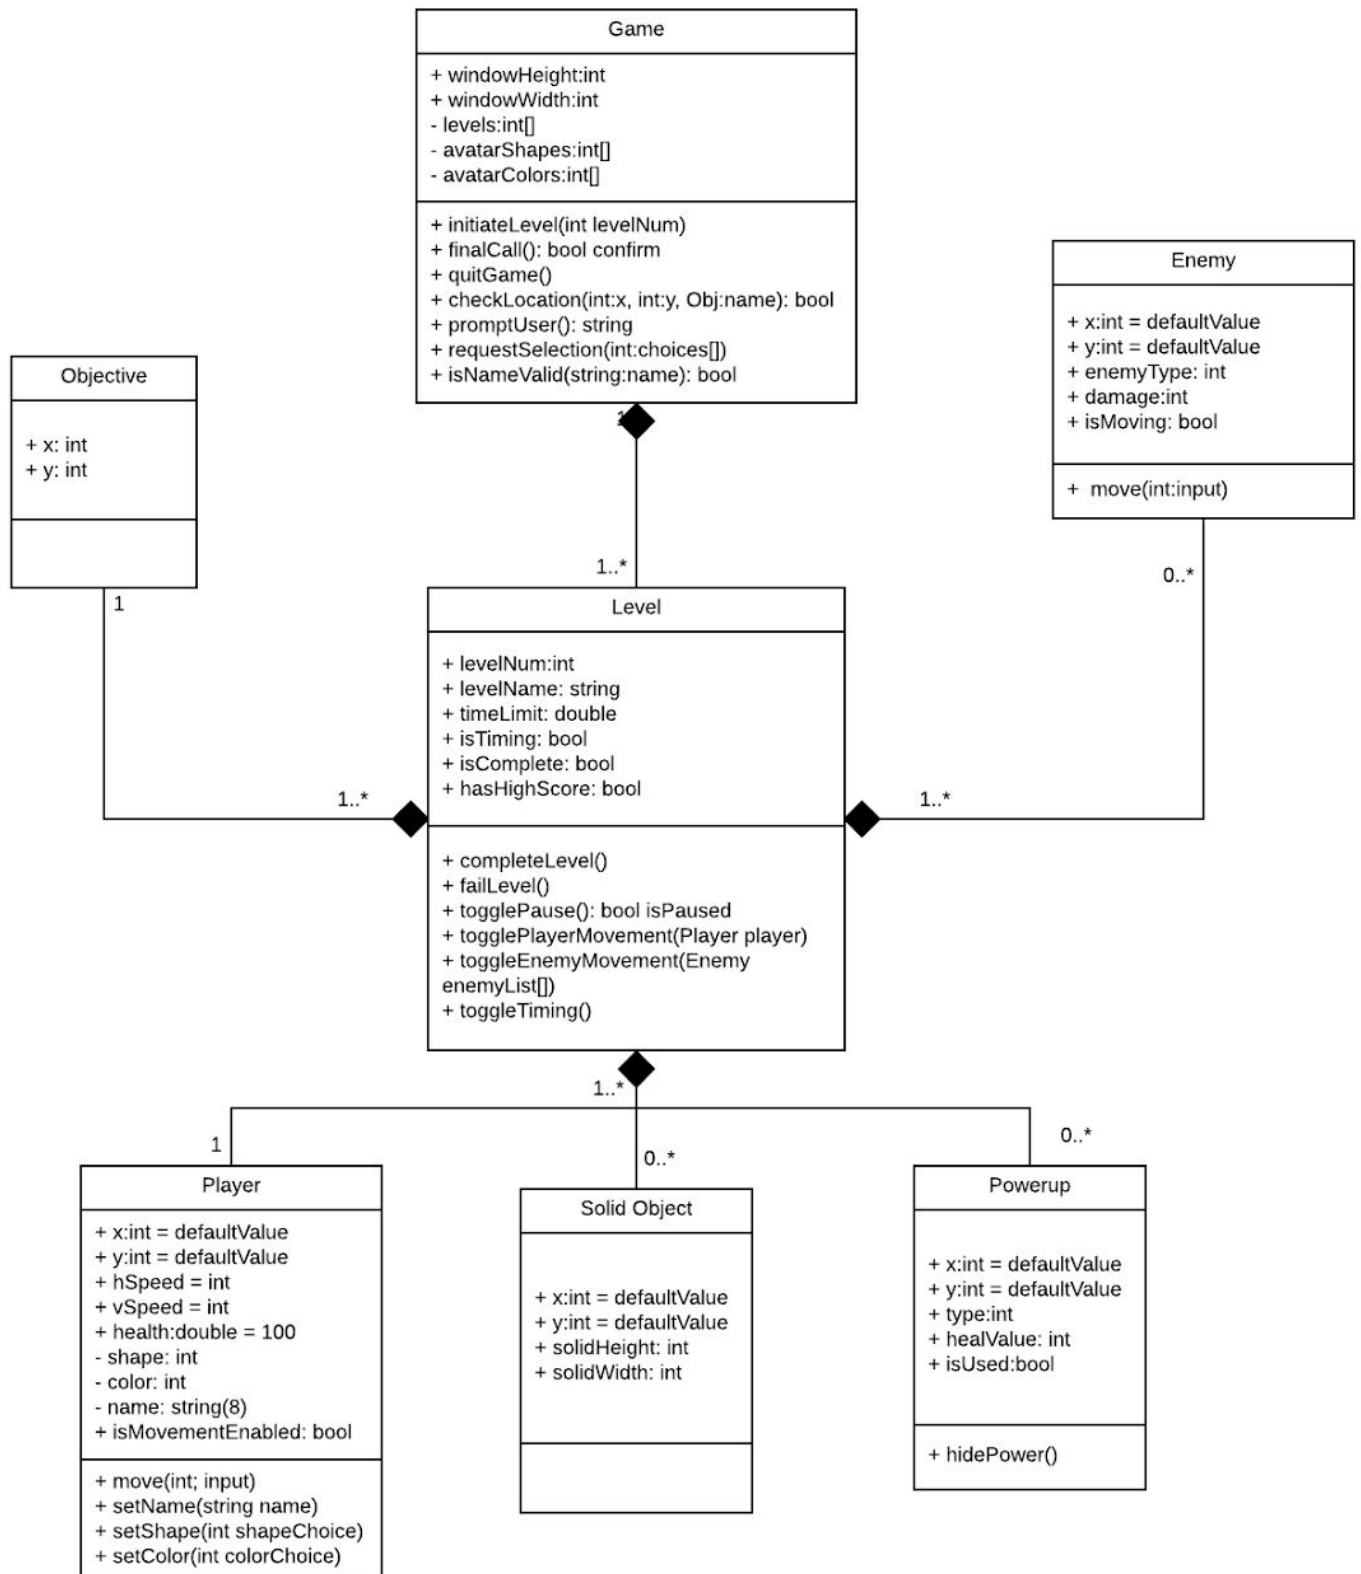 Game
+ windowHeight:int
+ windowWidth:int
- levels:int[]
- avatarShapes:int[]
- avatarColors:int[]
+ initiateLevel(int levelNum)
+ finalCall(): bool confirm
+ quitGame()
+ checkLocation(int:x, int:y, Obj:name): bool
+ promptUser(): string
+ requestSelection(int:choices[])
+ isNameValid(string:name): bool
1
1..*
Enemy
+ x:int = defaultValue
+ y:int = defaultValue
+ enemyType: int
+ damage:int
+ isMoving: bool
+  move(int:input)
0..*
Objective
+ x: int
+ y: int
1
1..*
Level
+ levelNum:int
+ levelName: string
+ timeLimit: double
+ isTiming: bool
+ isComplete: bool
+ hasHighScore: bool
+ completeLevel()
+ failLevel()
+ togglePause(): bool isPaused
+ togglePlayerMovement(Player player)
+ toggleEnemyMovement(Enemy
enemyList[])
+ toggleTiming()
1..*
1..*
1
0..*
0..*
Player
+ x:int = defaultValue
+ y:int = defaultValue
+ hSpeed = int
+ vSpeed = int
+ health:double = 100
- shape: int
- color: int
- name: string(8)
+ isMovementEnabled: bool
+ move(int; input)
+ setName(string name)
+ setShape(int shapeChoice)
+ setColor(int colorChoice)
Solid Object
+ x:int = defaultValue
+ y:int = defaultValue
+ solidHeight: int
+ solidWidth: int
Powerup
+ x:int = defaultValue
+ y:int = defaultValue
+ type:int
+ healValue: int
+ isUsed:bool
+ hidePower()